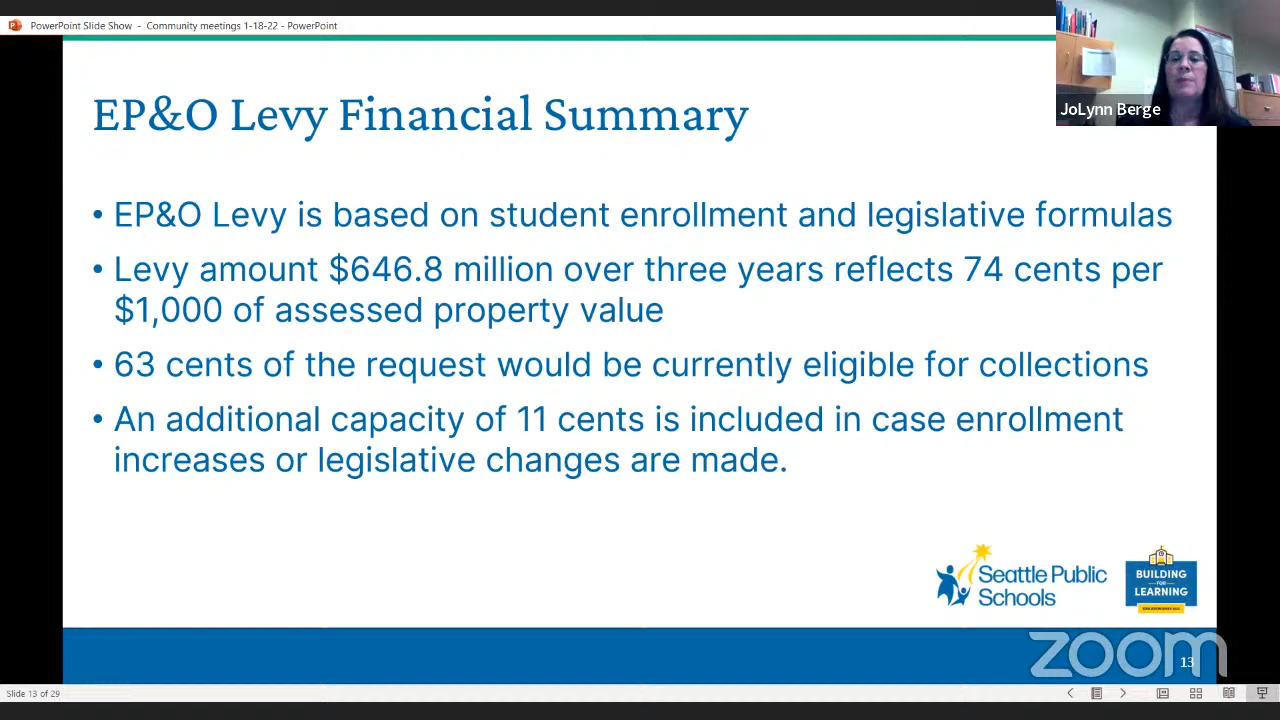 PowerPoint Slide Show - Community meetings 1-18-22 - PowerPoint
JoLynn Berge
EP&O Levy Financial Summary
• EP&O Levy is based on student enrollment and legislative formulas
• Levy amount $646.8 million over three years reflects 74 cents per
$1,000 of assessed property value
• 63 cents of the request would be currently eligible for collections
• An additional capacity of 11 cents is included in case enrollment
increases or legislative changes are made.
Seattle Public
Schools
BUILDING
FOR
LEARNING
zoom
13
Slide 13 of 29